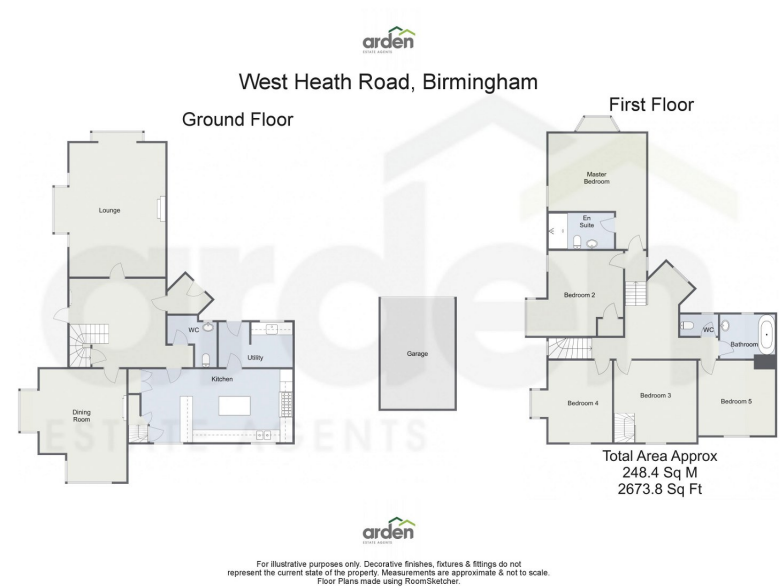 arden
ESTATE AGENTS
West Heath Road, Birmingham
Ground Floor
First Floor
Lounge
WC
Utility
Kitchen
Dining
Room
Garage
Master
Bedroom
En
Suite
Bedroom 2
WC
Bathroom
Bedroom 4
Bedroom 3
Bedroom 5
arden
ESTATE AGENTS
Total Area Approx
248.4 Sq M
2673.8 Sq Ft
arden
ESTATE AGENTS
For illustrative purposes only. Decorative finishes, fixtures & fittings do not
represent the current state of the property. Measurements are approximate & not to scale.
Floor Plans made using RoomSketcher.